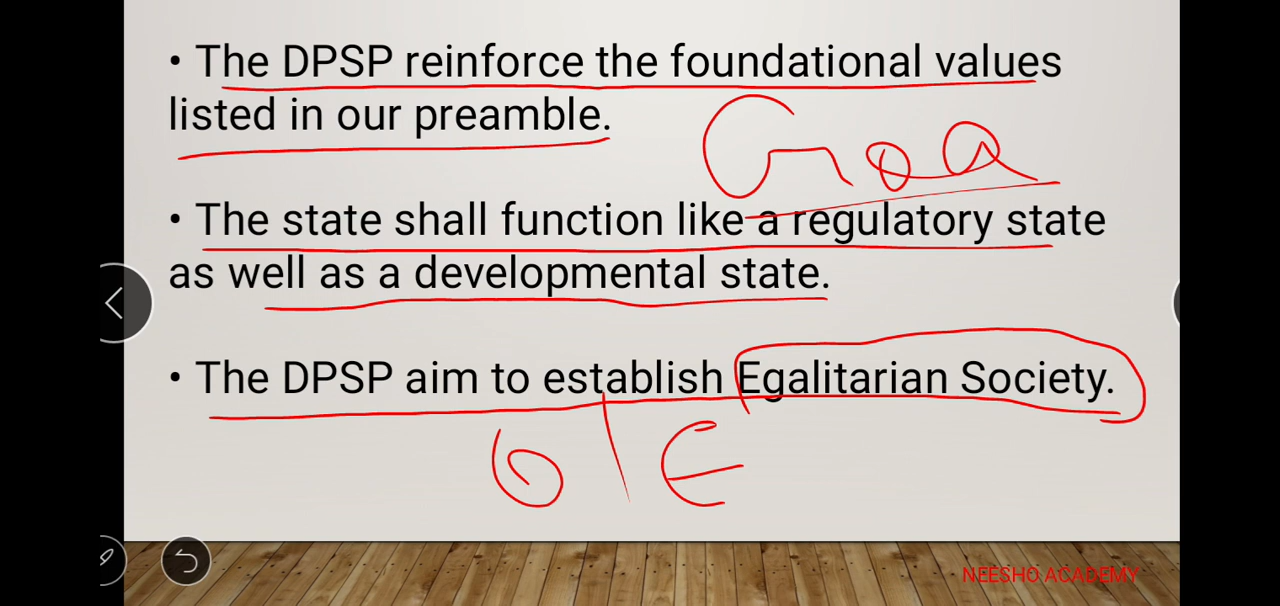 • The DPSP reinforce the foundational values
listed in our preamble.
Goa
• The state shall function like a regulatory state
as well as a developmental state.
• The DPSP aim to establish Egalitarian Society.
NEESHO ACADEMY